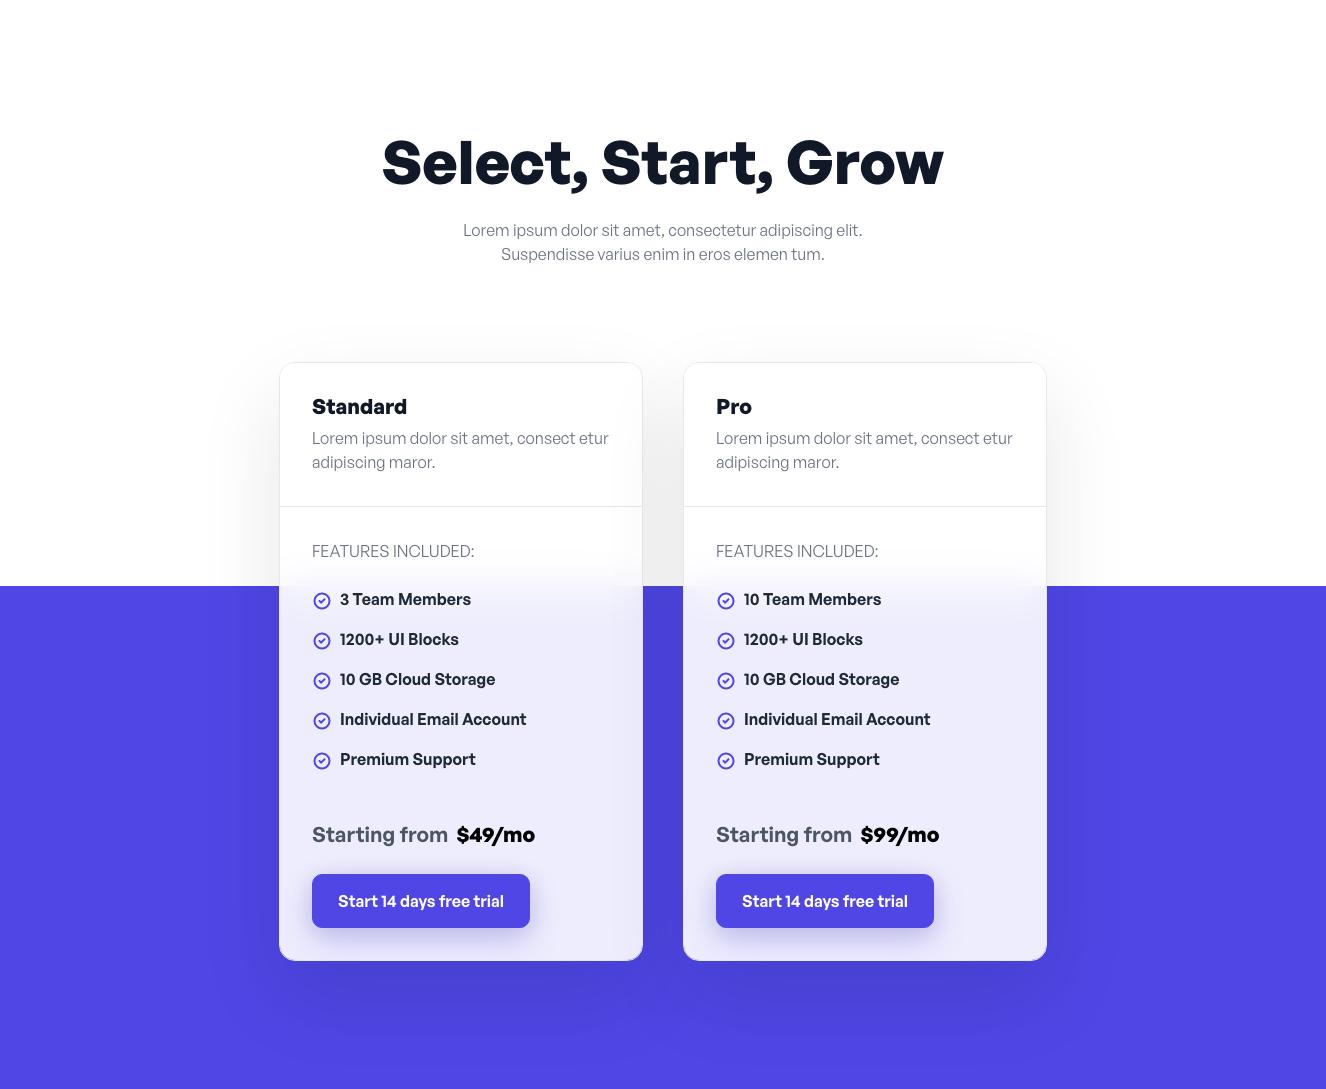 Select, Start, Grow
Lorem ipsum dolor sit amet, consectetur adipiscing elit.
Suspendisse varius enim in eros elemen tum.
Standard
Lorem ipsum dolor sit amet, consect etur
adipiscing maror.
FEATURES INCLUDED:
3 Team Members
1200+ UI Blocks
10 GB Cloud Storage
Individual Email Account
Premium Support
Starting from $49/mo
Start 14 days free trial
Pro
Lorem ipsum dolor sit amet, consect etur
adipiscing maror.
FEATURES INCLUDED:
10 Team Members
1200+ UI Blocks
10 GB Cloud Storage
Individual Email Account
Premium Support
Starting from $99/mo
Start 14 days free trial